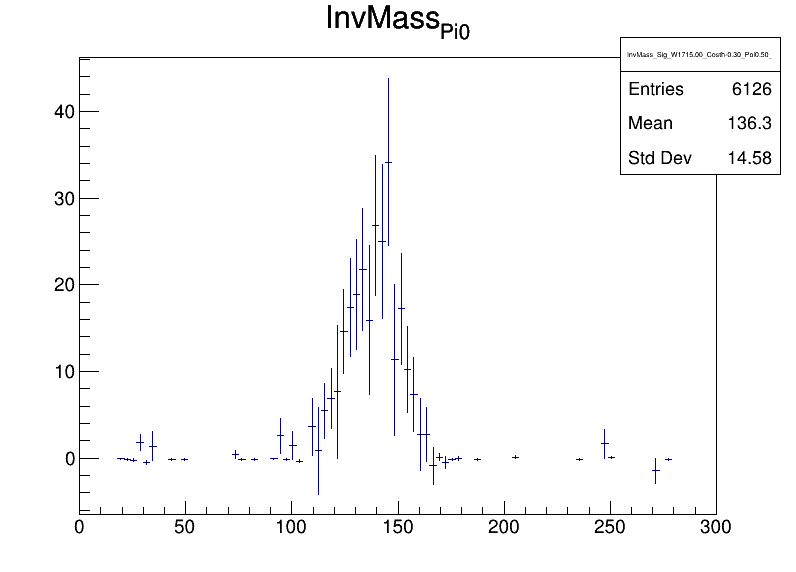 InvMass_Pi0
InvMass_Sig_W1715.00_Costh-0.30_Pol0.50_
Entries 6126
Mean 136.3
Std Dev 14.58
40
30
20
10
0
0 50 100 150 200 250 300